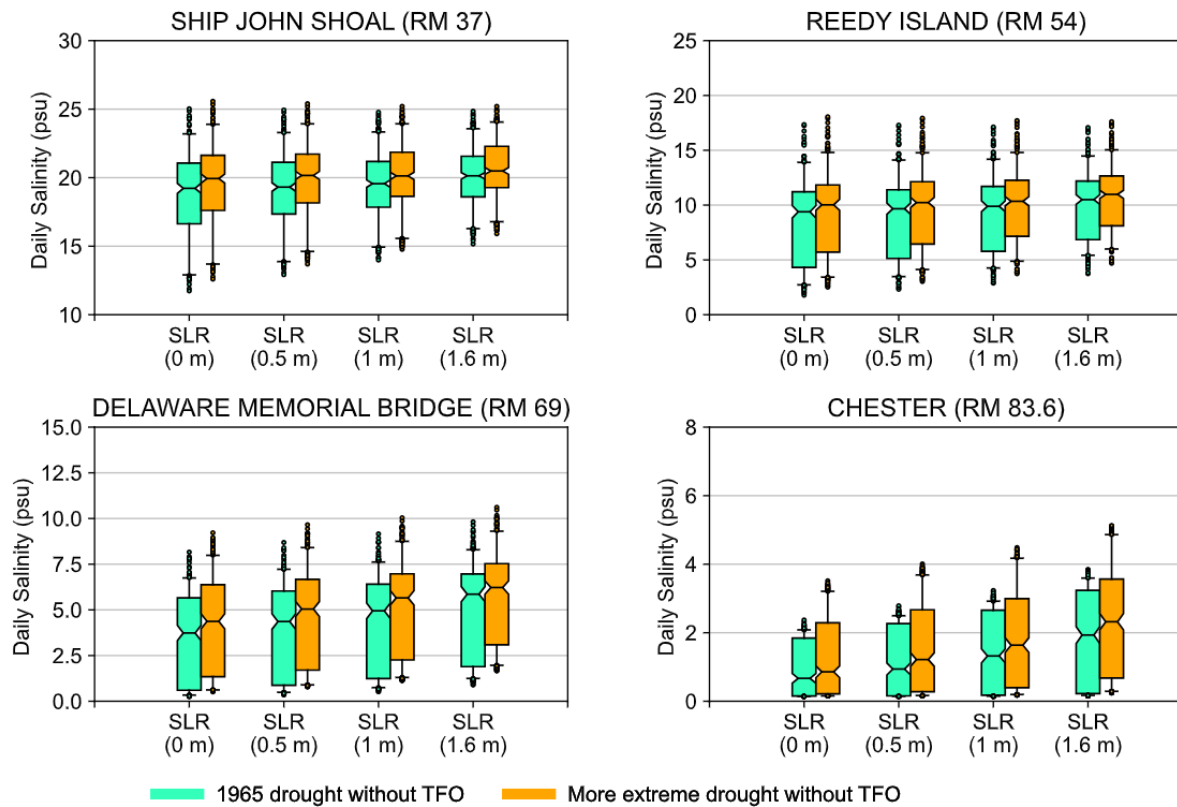 SHIP JOHN SHOAL (RM 37)
Daily Salinity (psu)
30
25
20
15
10
SLR SLR SLR SLR
(0 m) (0.5 m) (1 m) (1.6 m)
REEDY ISLAND (RM 54)
Daily Salinity (psu)
25
20
15
10
5
0
SLR SLR SLR SLR
(0 m) (0.5 m) (1 m) (1.6 m)
DELAWARE MEMORIAL BRIDGE (RM 69)
Daily Salinity (psu)
15.0
12.5
10.0
7.5
5.0
2.5
0.0
SLR SLR SLR SLR
(0 m) (0.5 m) (1 m) (1.6 m)
CHESTER (RM 83.6)
Daily Salinity (psu)
8
6
4
2
0
SLR SLR SLR SLR
(0 m) (0.5 m) (1 m) (1.6 m)
1965 drought without TFO More extreme drought without TFO